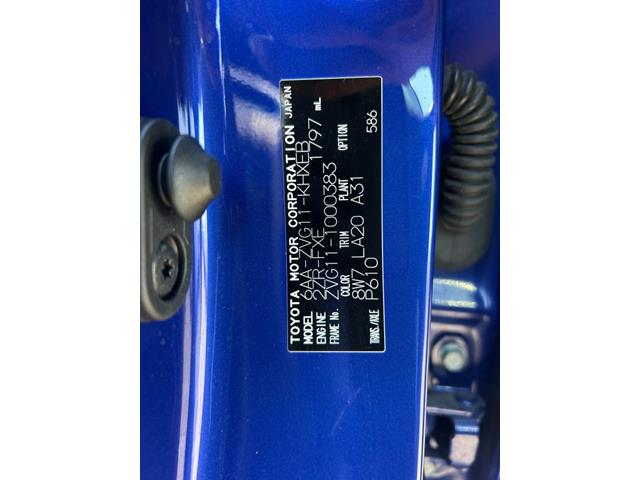 TOYOTA MOTOR CORPORATION JAPAN
MODEL 6AA-ZVG11-KHXEB
ENGINE 2ZR-FXE 1797 mL
FRAME No. ZVG11-1000383
COLOR TRIM PLANT OPTION
8W7 LA20 A31 586
TRANS/AXLE P610